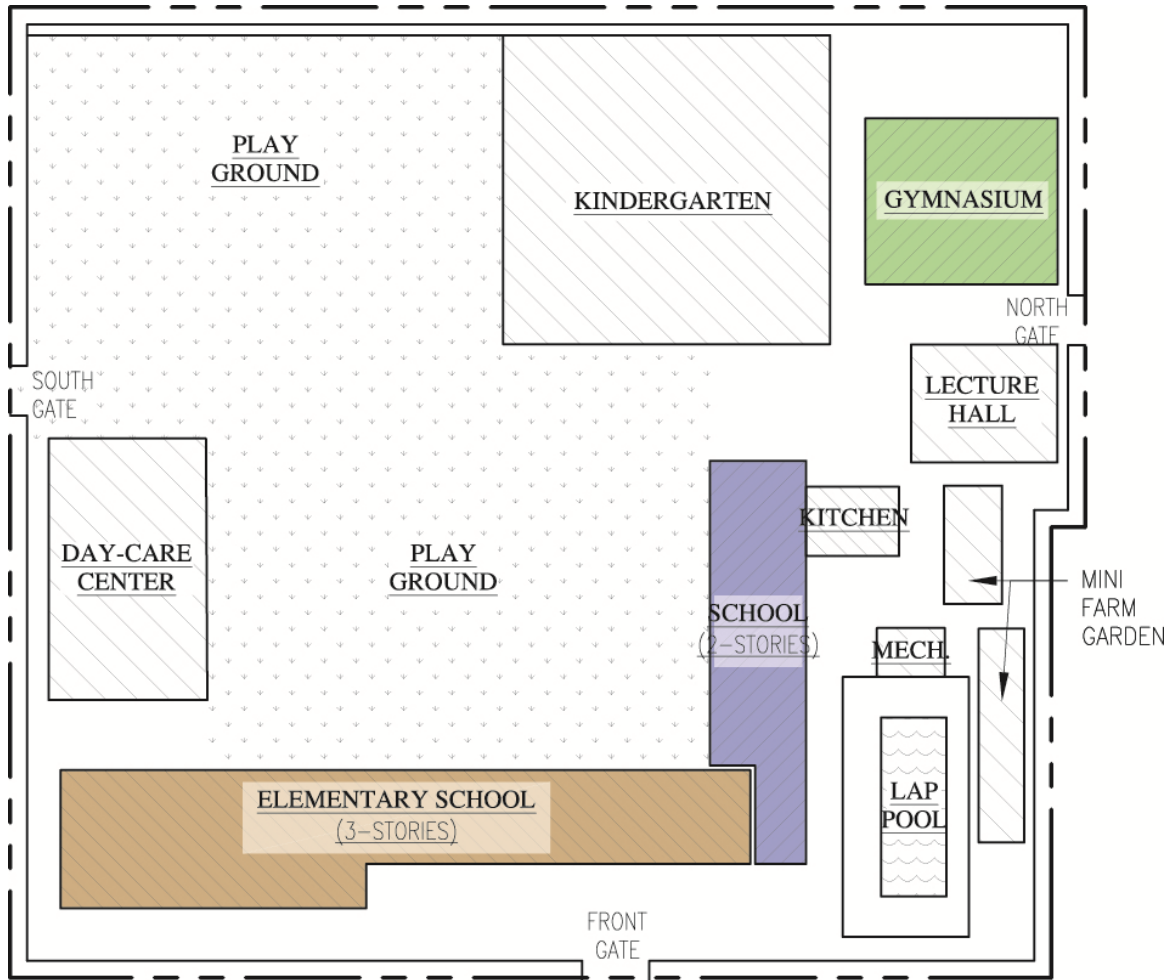 PLAY
GROUND
KINDERGARTEN
GYMNASIUM
NORTH
GATE
SOUTH
GATE
LECTURE
HALL
KITCHEN
DAY-CARE
CENTER
PLAY
GROUND
MINI
FARM
GARDEN
SCHOOL
(2-STORIES)
MECH.
ELEMENTARY SCHOOL
(3-STORIES)
LAP
POOL
FRONT
GATE